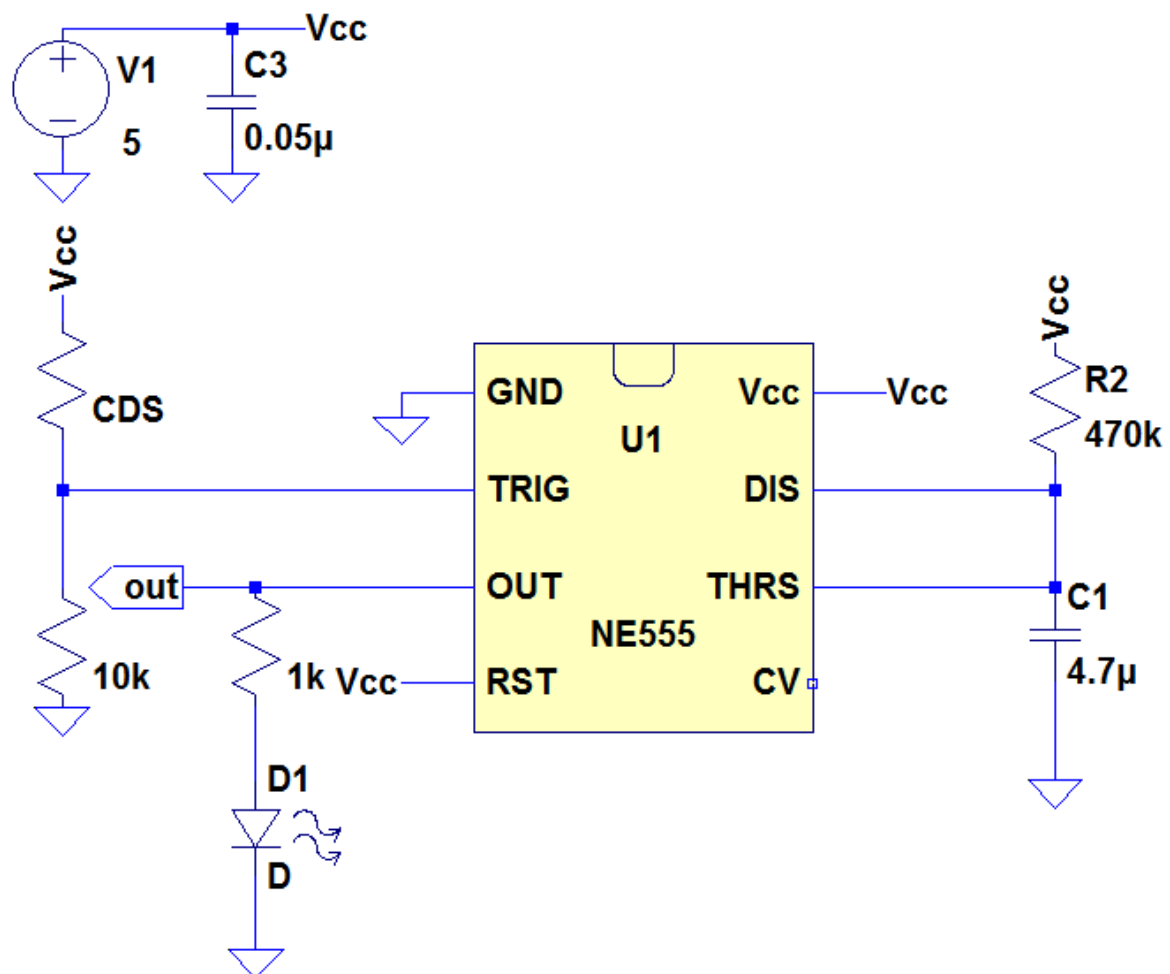 Vcc
V1
C3
5
0.05µ
Vcc
CDS
10k
out
1k
Vcc
D1
D
GND
TRIG
OUT
RST
U1
NE555
Vcc
DIS
THRS
CV
Vcc
Vcc
R2
470k
C1
4.7µ